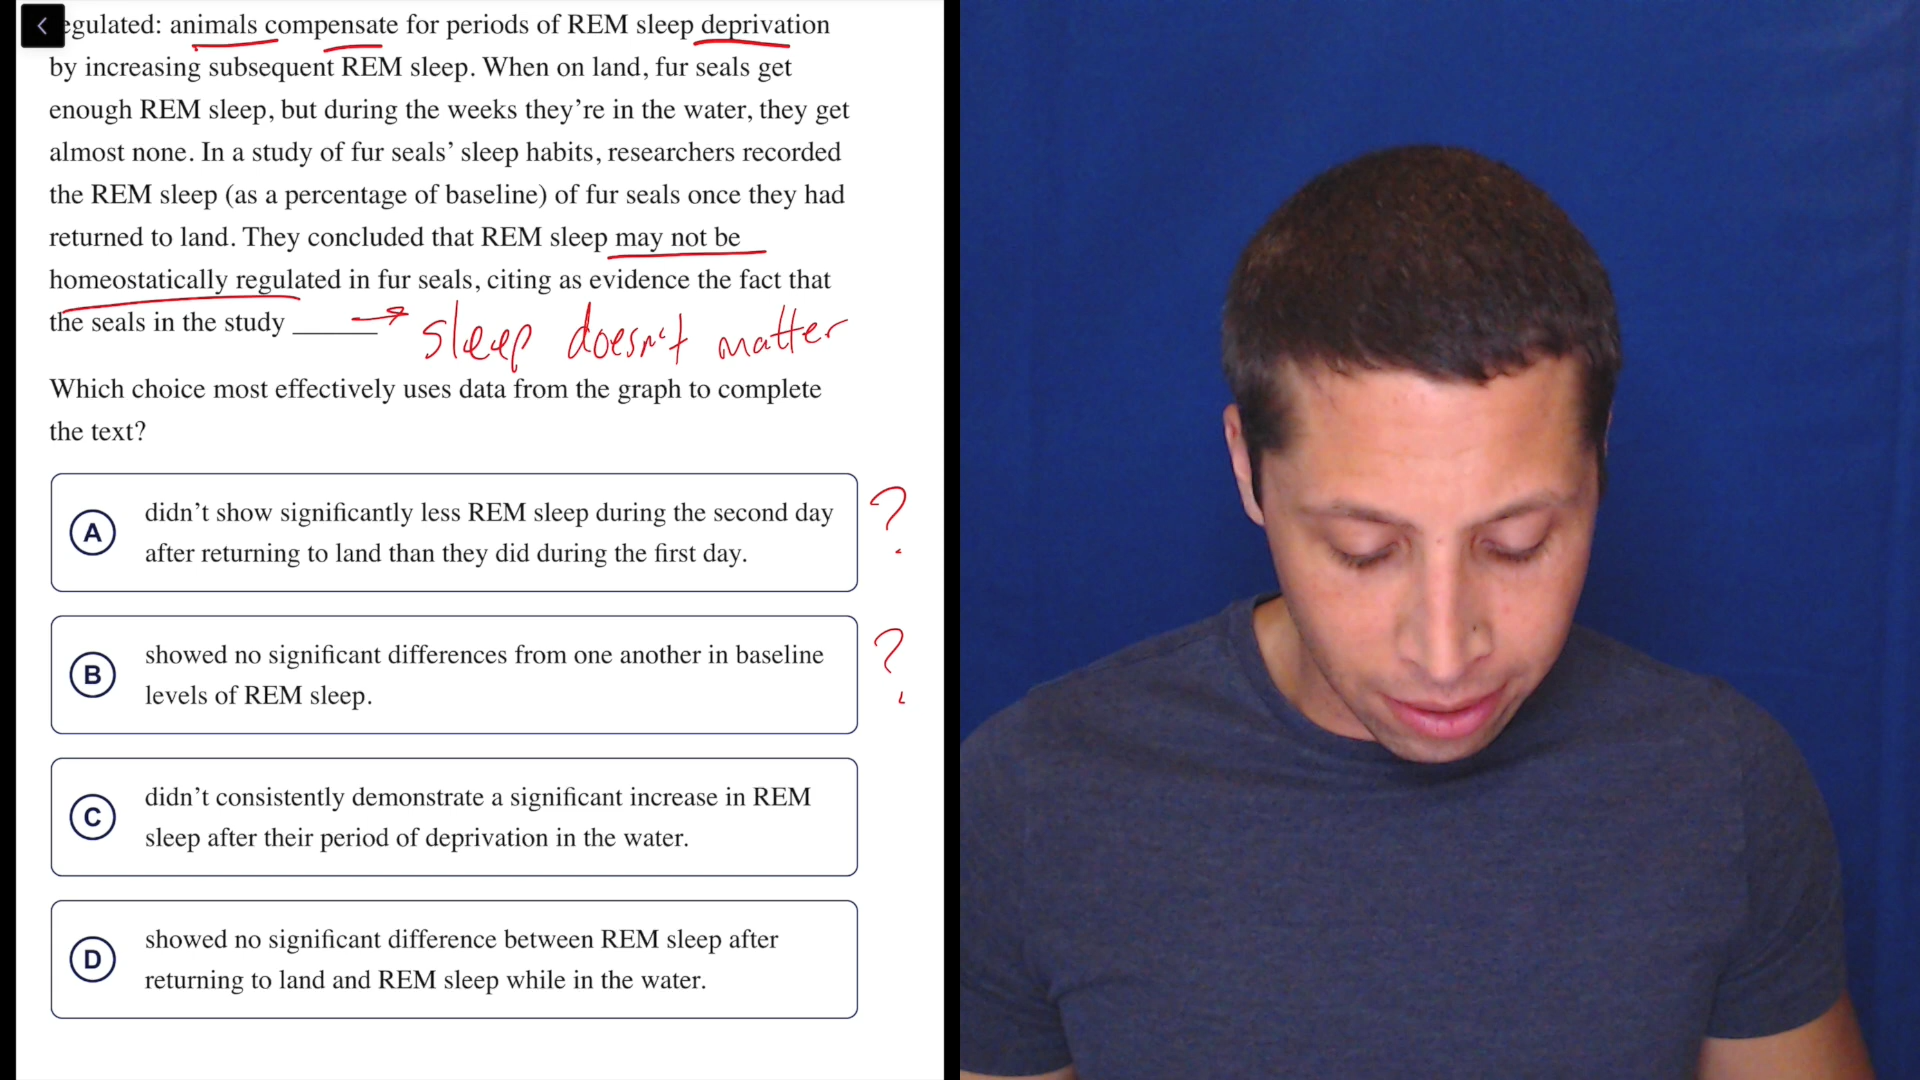 egulated: animals compensate for periods of REM sleep deprivation
by increasing subsequent REM sleep. When on land, fur seals get
enough REM sleep, but during the weeks they’re in the water, they get
almost none. In a study of fur seals’ sleep habits, researchers recorded
the REM sleep (as a percentage of baseline) of fur seals once they had
returned to land. They concluded that REM sleep may not be
homeostatically regulated in fur seals, citing as evidence the fact that
the seals in the study ______
sleep doesn't matter
Which choice most effectively uses data from the graph to complete
the text?
A
didn’t show significantly less REM sleep during the second day
after returning to land than they did during the first day.
?
B
showed no significant differences from one another in baseline
levels of REM sleep.
?
C
didn’t consistently demonstrate a significant increase in REM
sleep after their period of deprivation in the water.
D
showed no significant difference between REM sleep after
returning to land and REM sleep while in the water.